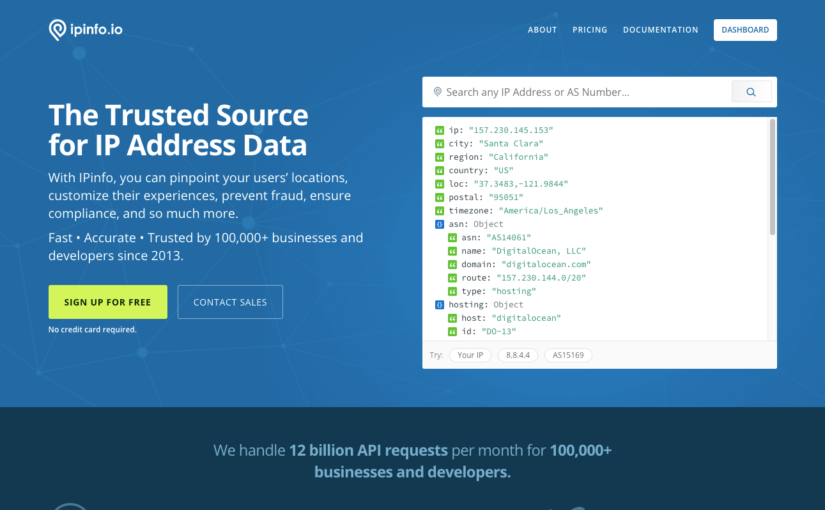 ipinfo.io
ABOUT
PRICING
DOCUMENTATION
DASHBOARD
The Trusted Source
for IP Address Data
With IPinfo, you can pinpoint your users' locations,
customize their experiences, prevent fraud, ensure
compliance, and so much more.
Fast • Accurate • Trusted by 100,000+ businesses and
developers since 2013.
SIGN UP FOR FREE
CONTACT SALES
No credit card required.
Search any IP Address or AS Number...
ip: "157.230.145.153"
city: "Santa Clara"
region: "California"
country: "US"
loc: "37.3483,-121.9844"
postal: "95051"
timezone: "America/Los_Angeles"
asn: Object
asn: "AS14061"
name: "DigitalOcean, LLC"
domain: "digitalocean.com"
route: "157.230.144.0/20"
type: "hosting"
hosting: Object
host: "digitalocean"
id: "DO-13"
Try:
Your IP
8.8.4.4
AS15169
We handle 12 billion API requests per month for 100,000+
businesses and developers.